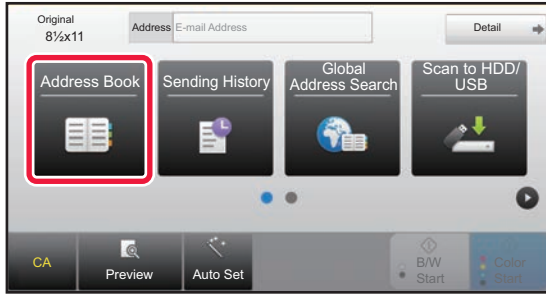 Original
8½x11
Address E-mail Address
Detail
Address Book
Sending History
Global
Address Search
Scan to HDD/
USB
CA
Preview
Auto Set
B/W
Start
Color
Start